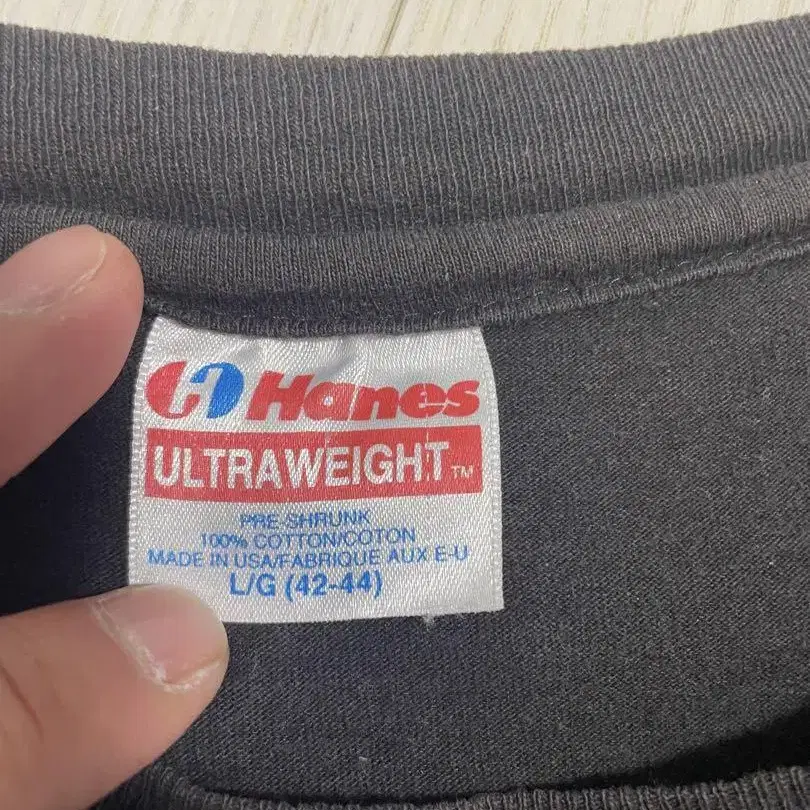 H Hanes
ULTRAWEIGHT™
PRE-SHRUNK
100% COTTON/COTON
MADE IN USA/FABRIQUE AUX E-U
L/G (42-44)